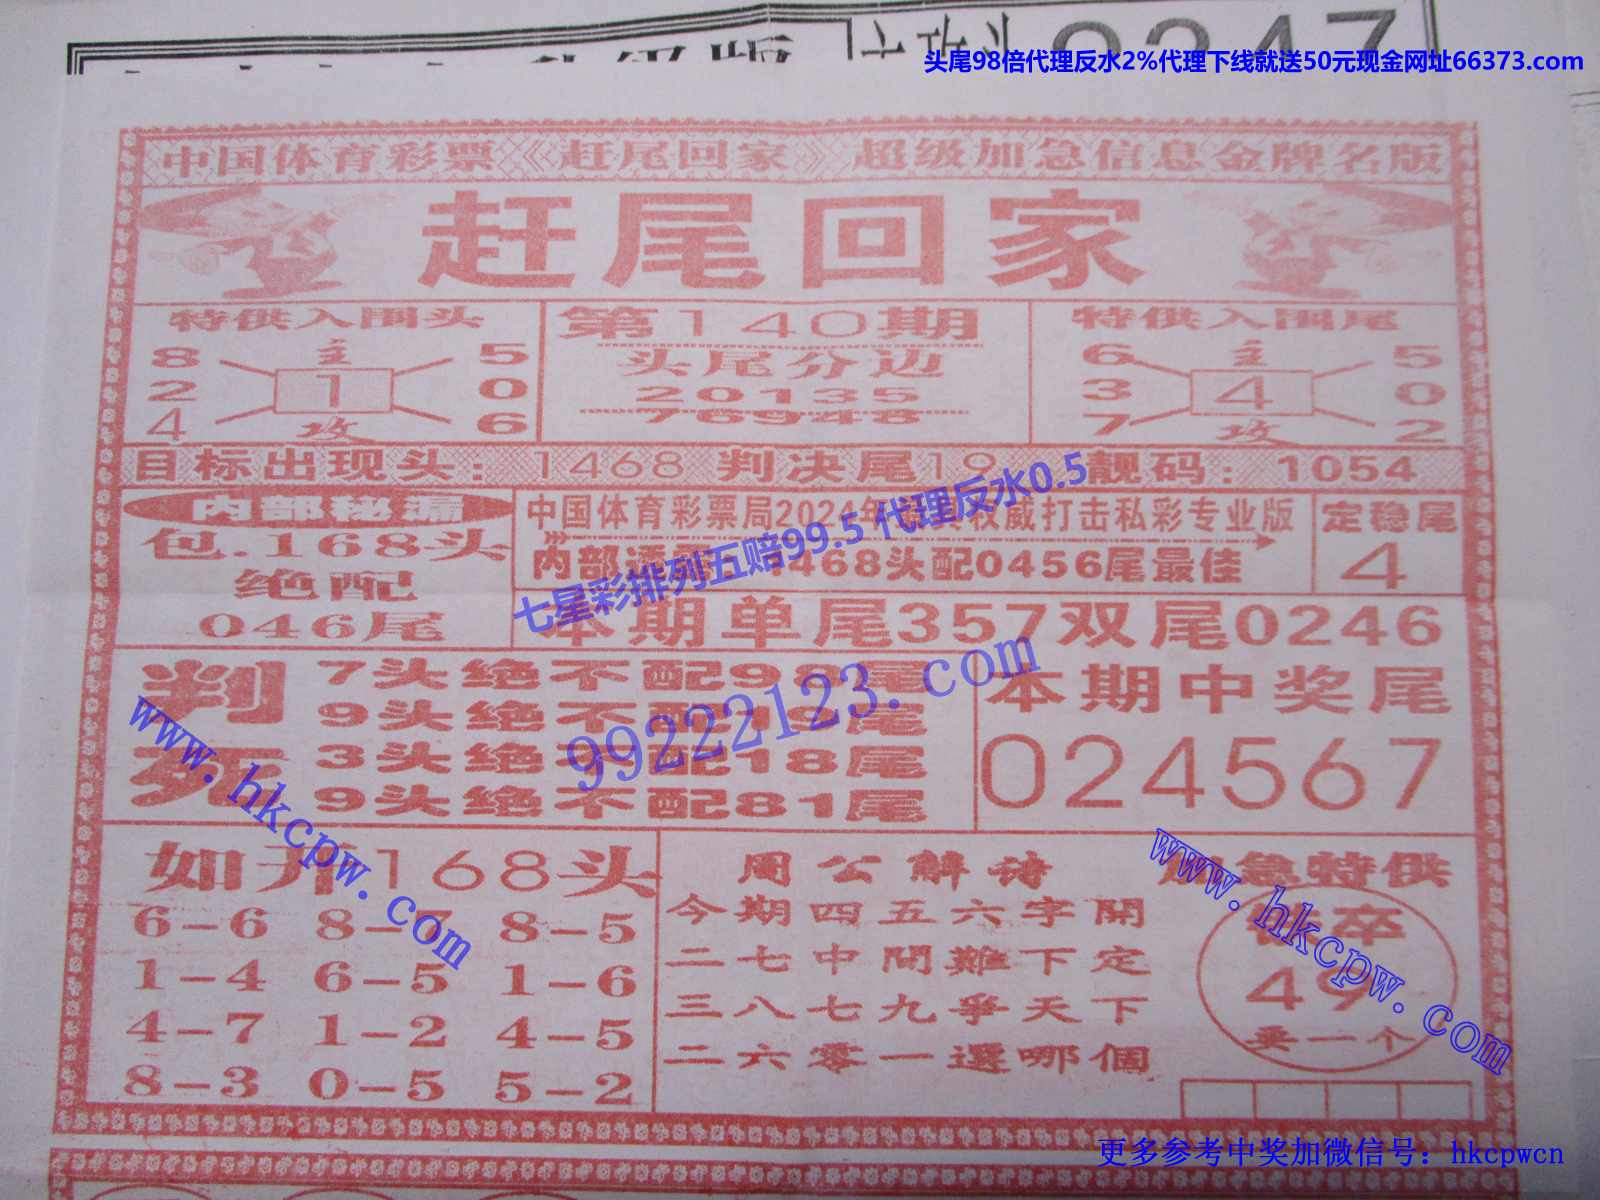 头尾98倍代理反水2%代理下线就送50元现金网址66373.com
中国体育彩票《赶尾回家》超级加急信息金牌名版
赶尾回家
特供入围头
8 主 5
2 1 0
4 攻 6
第140期
头尾分边
20135
76948
特供入围尾
6 主 5
3 4 0
7 攻 2
目标出现头：1468 判决尾19 靓码：1054
内部秘漏
包.168头
绝配
046尾
中国体育彩票局2024年 权威打击私彩专业版
内部 1468头配0456尾最佳
定稳尾
4
七星彩排列五赔99.5 代理反水0.5
本期单尾357双尾0246
判死
7头绝不配98尾
9头绝不配 尾
3头绝不配18尾
9头绝不配81尾
99222123.com
本期中奖尾
024567
www.hkcpw.com
如开168头
6-6 8-7 8-5
1-4 6-5 1-6
4-7 1-2 4-5
8-3 0-5 5-2
周公解诗
今期四五六字開
二七中間難下定
三八七九爭天下
二六零一選哪個
加急特供
卒
49
卖一个
www.hkcpw.com
更多参考中奖加微信号：hkcpwcn